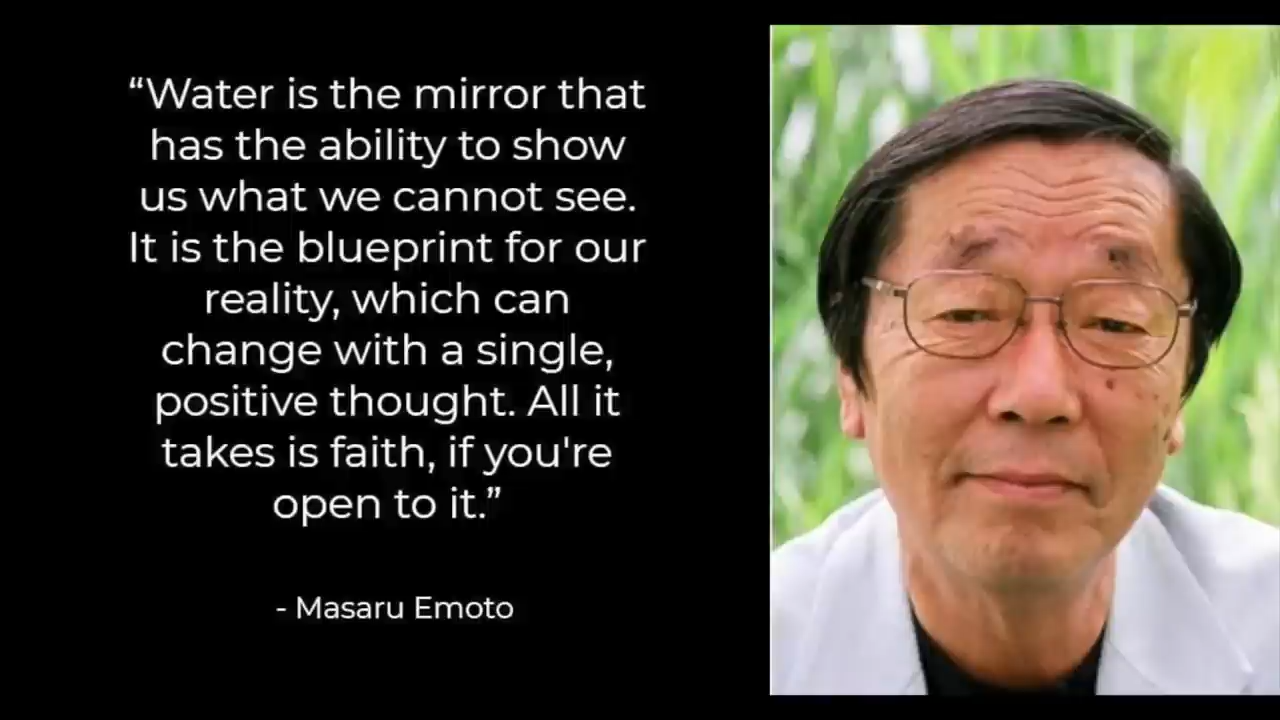 “Water is the mirror that
has the ability to show
us what we cannot see.
It is the blueprint for our
reality, which can
change with a single,
positive thought. All it
takes is faith, if you're
open to it.”
- Masaru Emoto